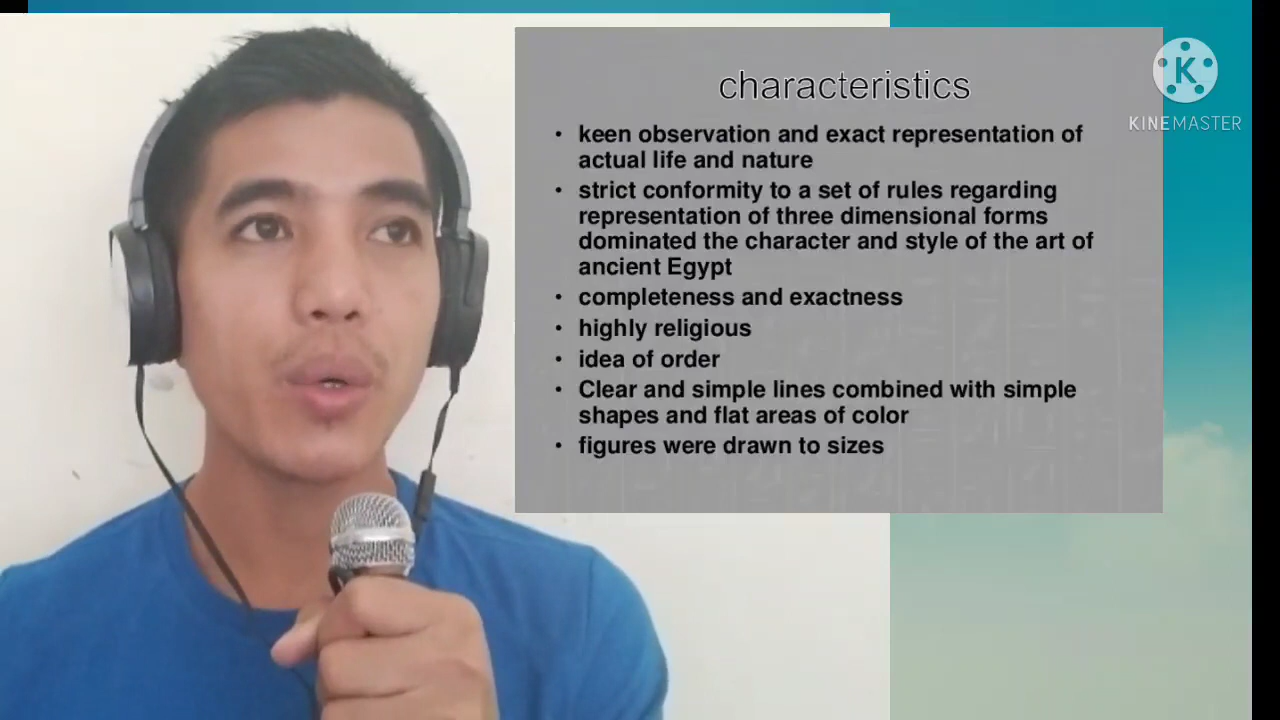 characteristics
• keen observation and exact representation of
actual life and nature
• strict conformity to a set of rules regarding
representation of three dimensional forms
dominated the character and style of the art of
ancient Egypt
• completeness and exactness
• highly religious
• idea of order
• Clear and simple lines combined with simple
shapes and flat areas of color
• figures were drawn to sizes
K
KINEMASTER